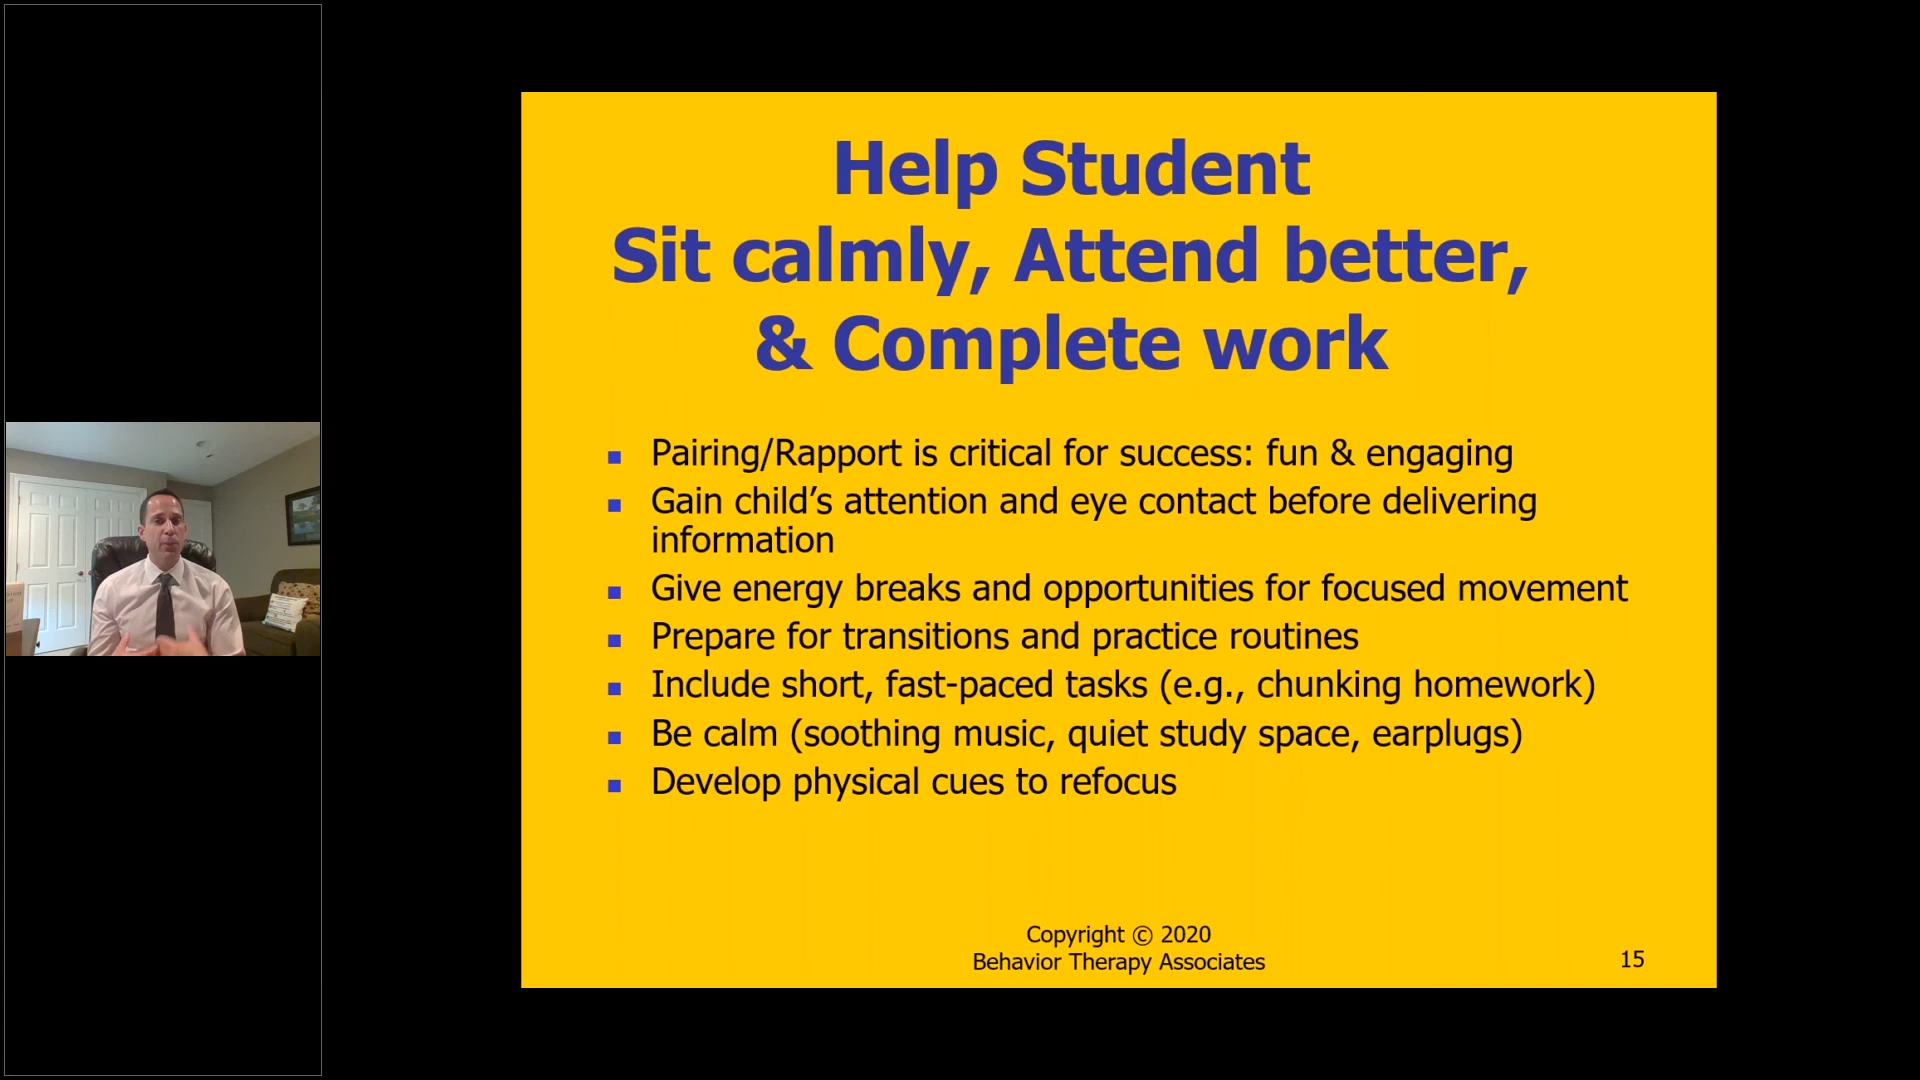 Help Student
Sit calmly, Attend better,
& Complete work
■ Pairing/Rapport is critical for success: fun & engaging
■ Gain child’s attention and eye contact before delivering
information
■ Give energy breaks and opportunities for focused movement
■ Prepare for transitions and practice routines
■ Include short, fast-paced tasks (e.g., chunking homework)
■ Be calm (soothing music, quiet study space, earplugs)
■ Develop physical cues to refocus
Copyright © 2020
Behavior Therapy Associates
15